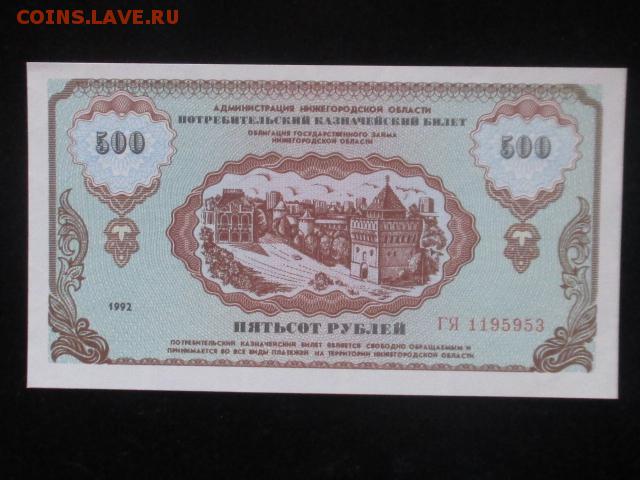 COINS.LAVE.RU
АДМИНИСТРАЦИЯ НИЖЕГОРОДСКОЙ ОБЛАСТИ
ПОТРЕБИТЕЛЬСКИЙ КАЗНАЧЕЙСКИЙ БИЛЕТ
ОБЛИГАЦИЯ ГОСУДАРСТВЕННОГО ЗАЙМА
НИЖЕГОРОДСКОЙ ОБЛАСТИ
500 500
1992
ПЯТЬСОТ РУБЛЕЙ ГЯ 1195953
ПОТРЕБИТЕЛЬСКИЙ КАЗНАЧЕЙСКИЙ БИЛЕТ ЯВЛЯЕТСЯ СВОБОДНО ОБРАЩАЕМЫМ И
ПРИНИМАЕТСЯ ВО ВСЕ ВИДЫ ПЛАТЕЖЕЙ НА ТЕРРИТОРИИ НИЖЕГОРОДСКОЙ ОБЛАСТИ